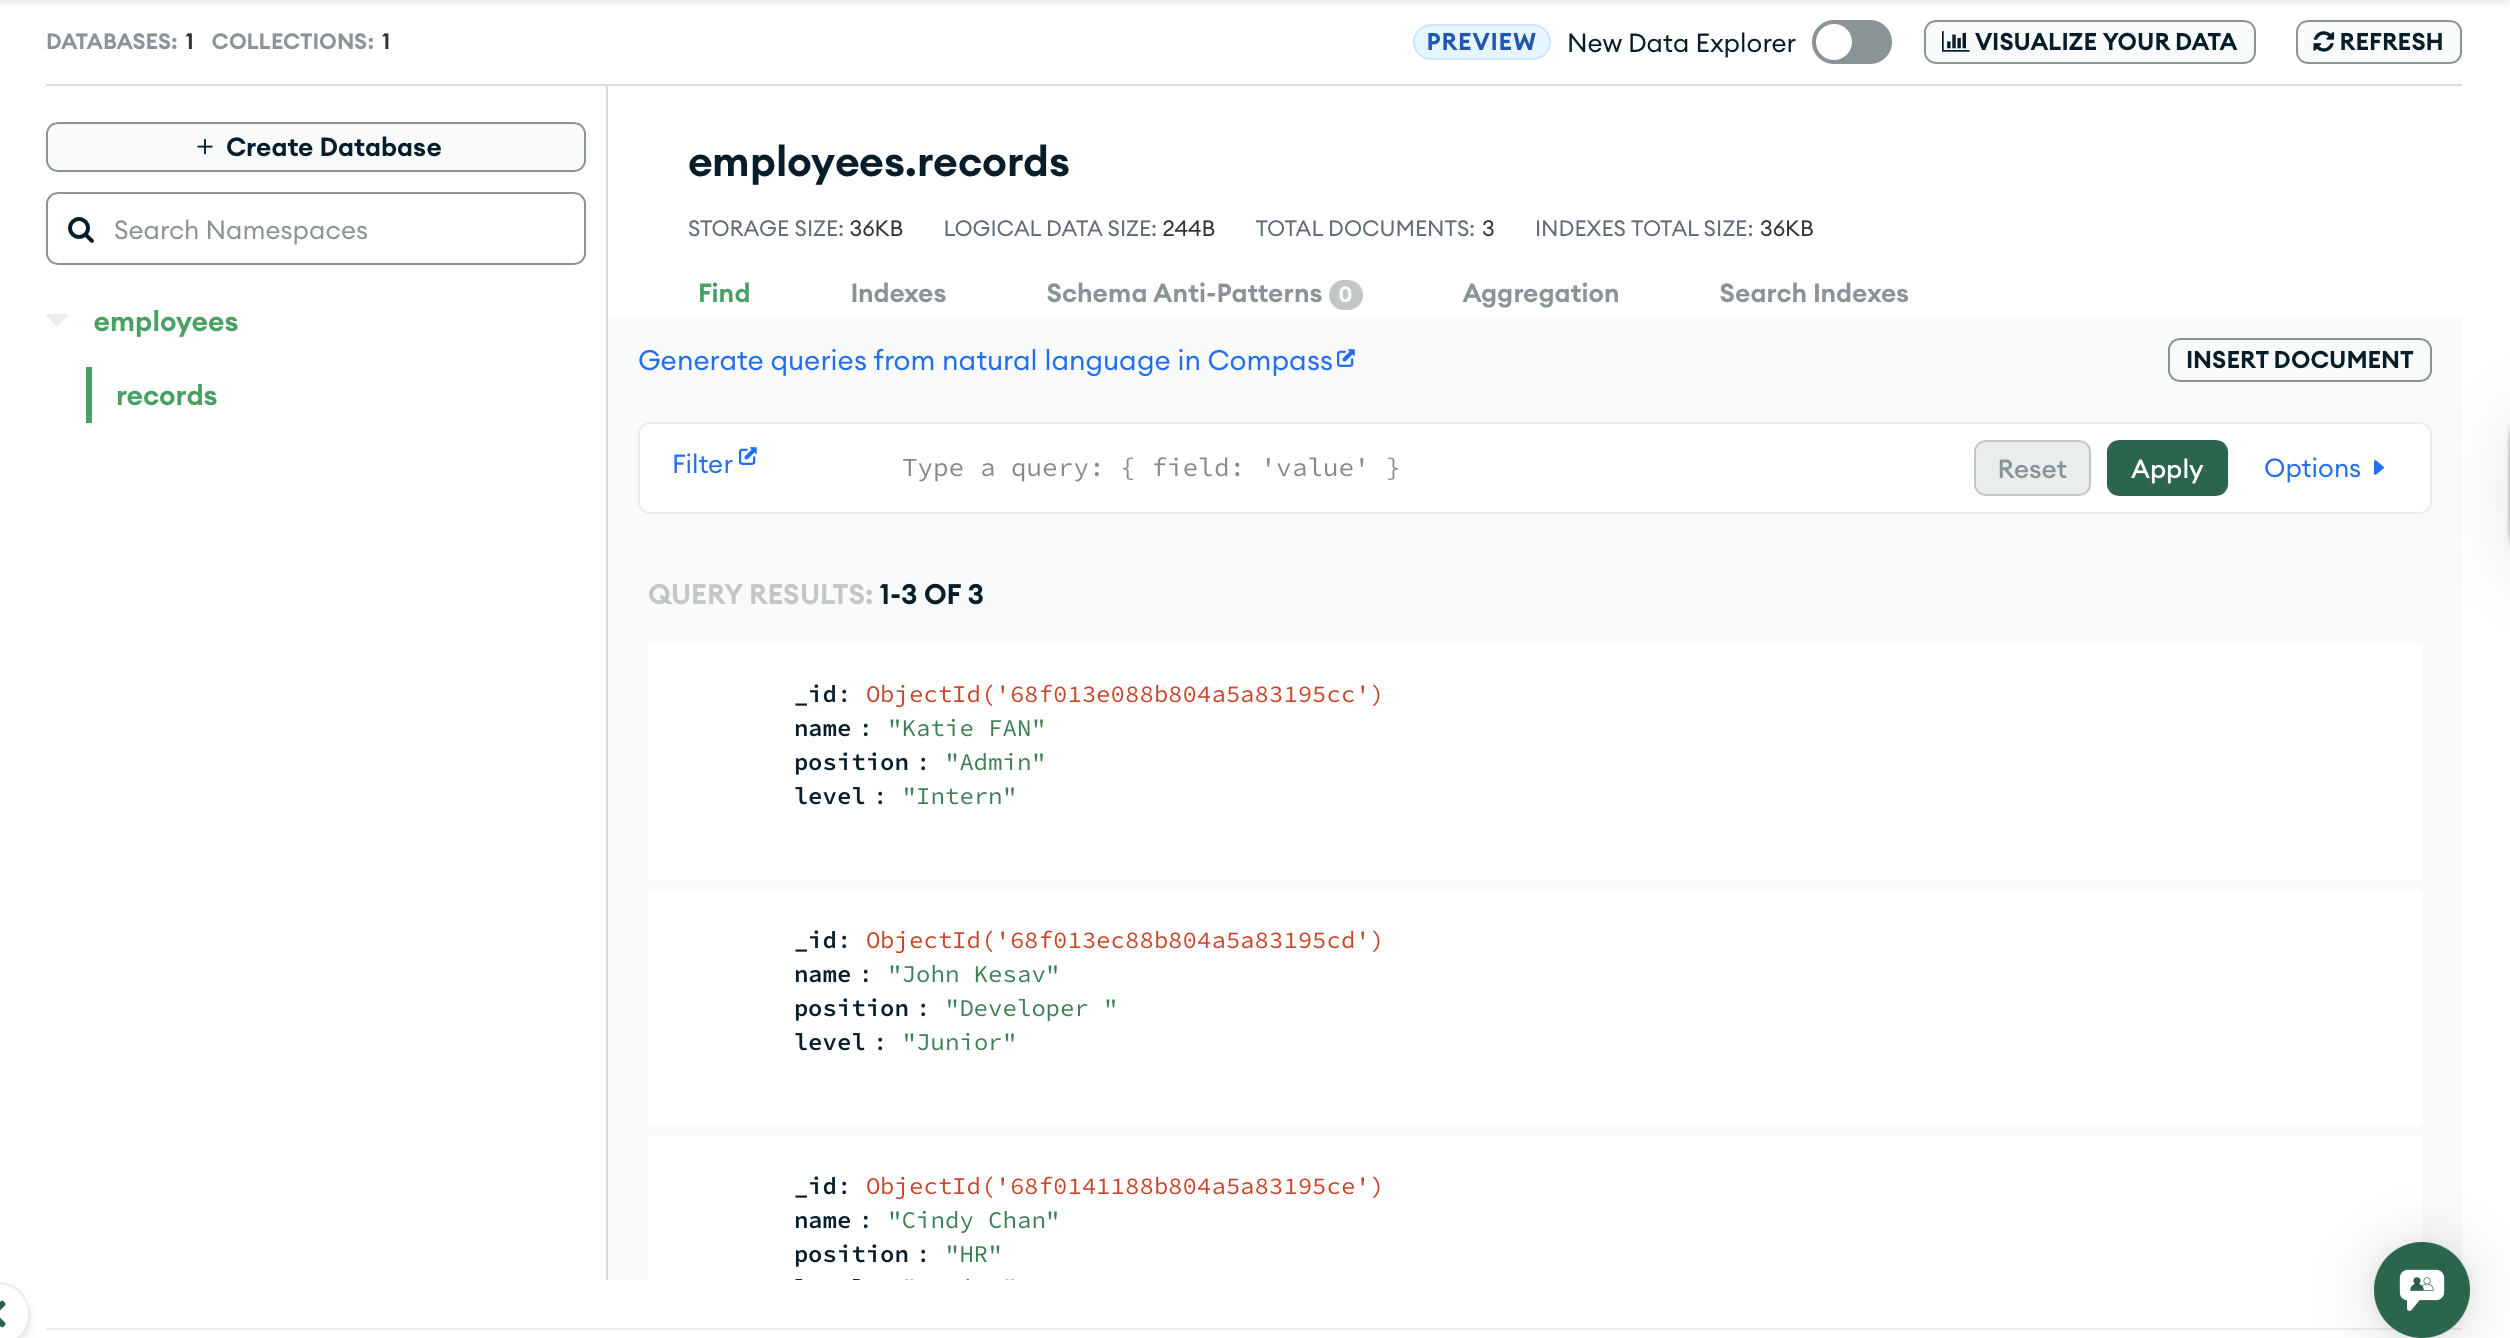 DATABASES: 1 COLLECTIONS: 1
PREVIEW New Data Explorer VISUALIZE YOUR DATA REFRESH
+ Create Database
Search Namespaces
employees
records
employees.records
STORAGE SIZE: 36KB LOGICAL DATA SIZE: 244B TOTAL DOCUMENTS: 3 INDEXES TOTAL SIZE: 36KB
Find Indexes Schema Anti-Patterns 0 Aggregation Search Indexes
Generate queries from natural language in Compass
INSERT DOCUMENT
Filter Type a query: { field: 'value' } Reset Apply Options
QUERY RESULTS: 1-3 OF 3
_id: ObjectId('68f013e088b804a5a83195cc')
name : "Katie FAN"
position : "Admin"
level : "Intern"
_id: ObjectId('68f013ec88b804a5a83195cd')
name : "John Kesav"
position : "Developer "
level : "Junior"
_id: ObjectId('68f0141188b804a5a83195ce')
name : "Cindy Chan"
position : "HR"